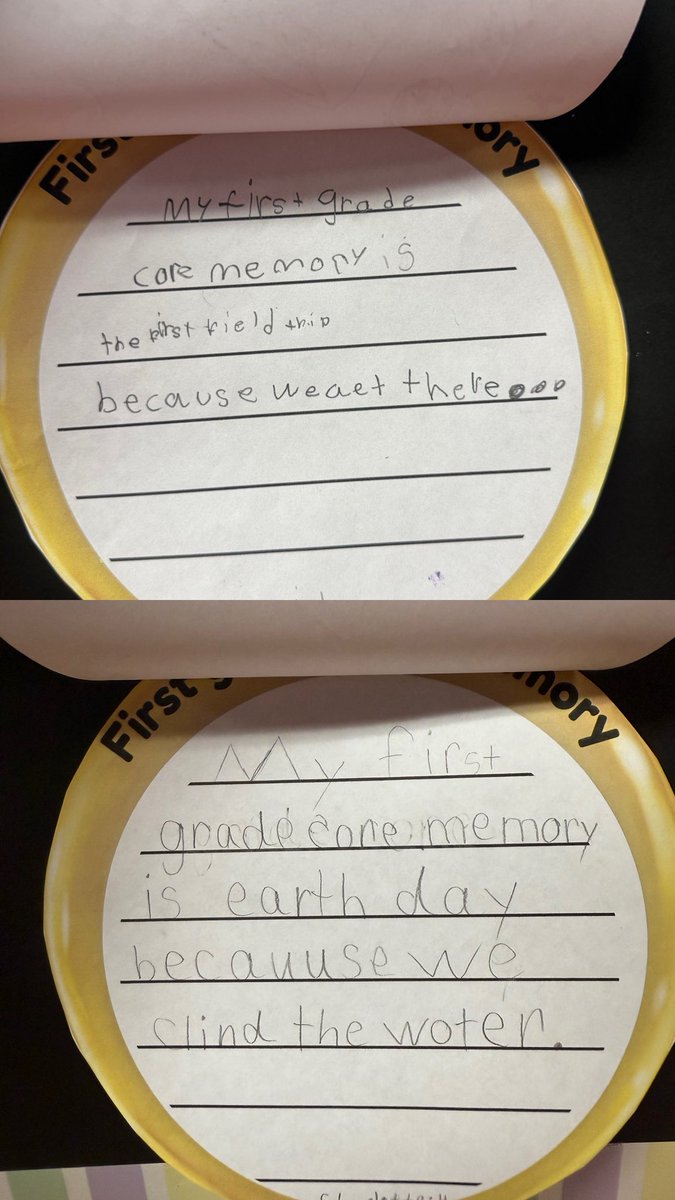 First ory
My first grade
core memory is
the first field trip
because we aet there...
First mory
My first
grade core memory
is earth day
becauuse we
clind the woter.